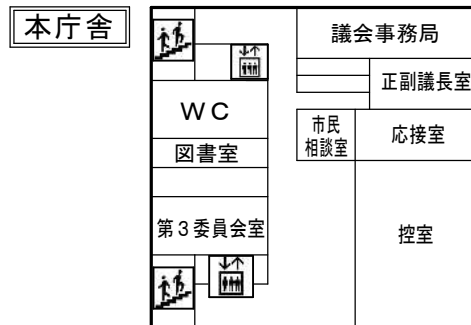 本庁舎
議会事務局
正副議長室
WC
市民
相談室
応接室
図書室
第3委員会室
控室